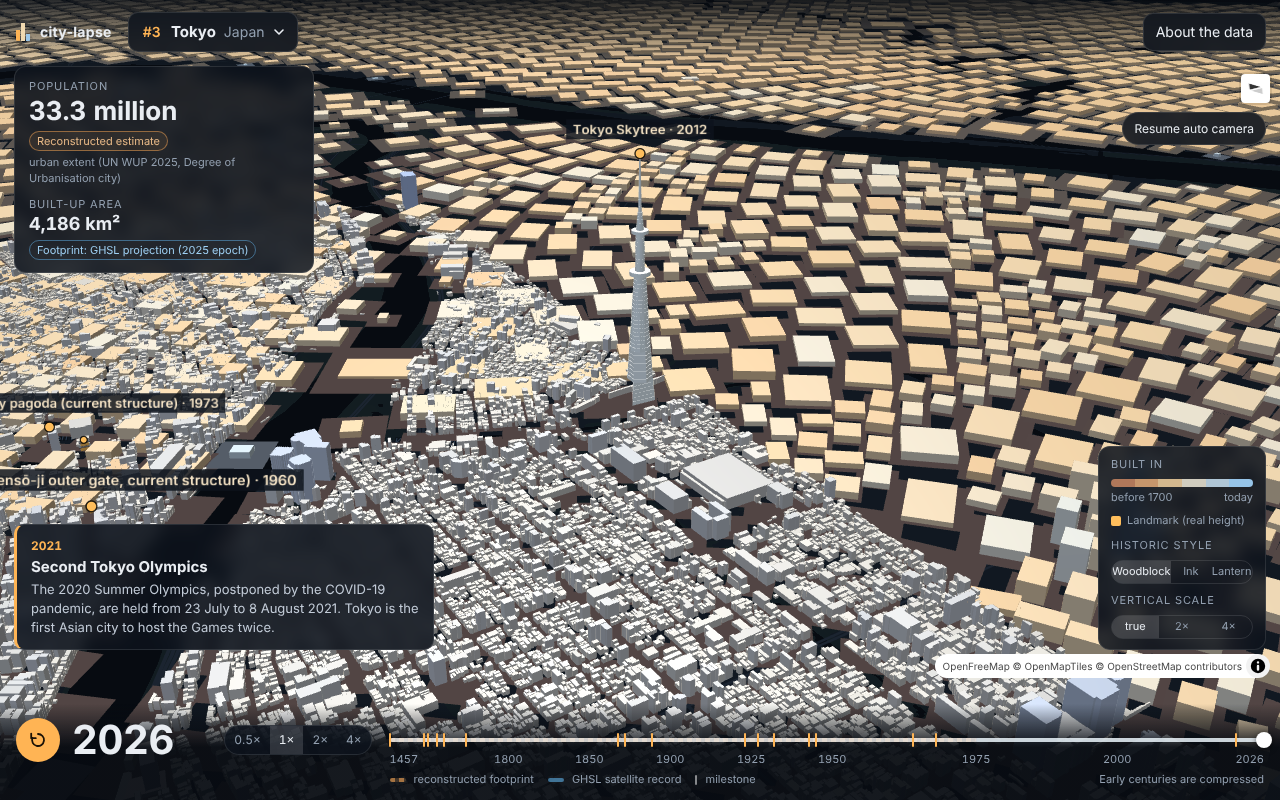 city-lapse
#3 Tokyo Japan
About the data
POPULATION
33.3 million
Reconstructed estimate
urban extent (UN WUP 2025, Degree of
Urbanisation city)
BUILT-UP AREA
4,186 km²
Footprint: GHSL projection (2025 epoch)
Resume auto camera
Tokyo Skytree · 2012
y pagoda (current structure) · 1973
ensō-ji outer gate, current structure) · 1960
2021
Second Tokyo Olympics
The 2020 Summer Olympics, postponed by the COVID-19
pandemic, are held from 23 July to 8 August 2021. Tokyo is the
first Asian city to host the Games twice.
BUILT IN
before 1700 today
Landmark (real height)
HISTORIC STYLE
Woodblock Ink Lantern
VERTICAL SCALE
true 2× 4×
OpenFreeMap © OpenMapTiles © OpenStreetMap contributors
2026
0.5× 1× 2× 4×
1457 1800 1850 1900 1925 1950 1975 2000 2026
reconstructed footprint GHSL satellite record milestone
Early centuries are compressed